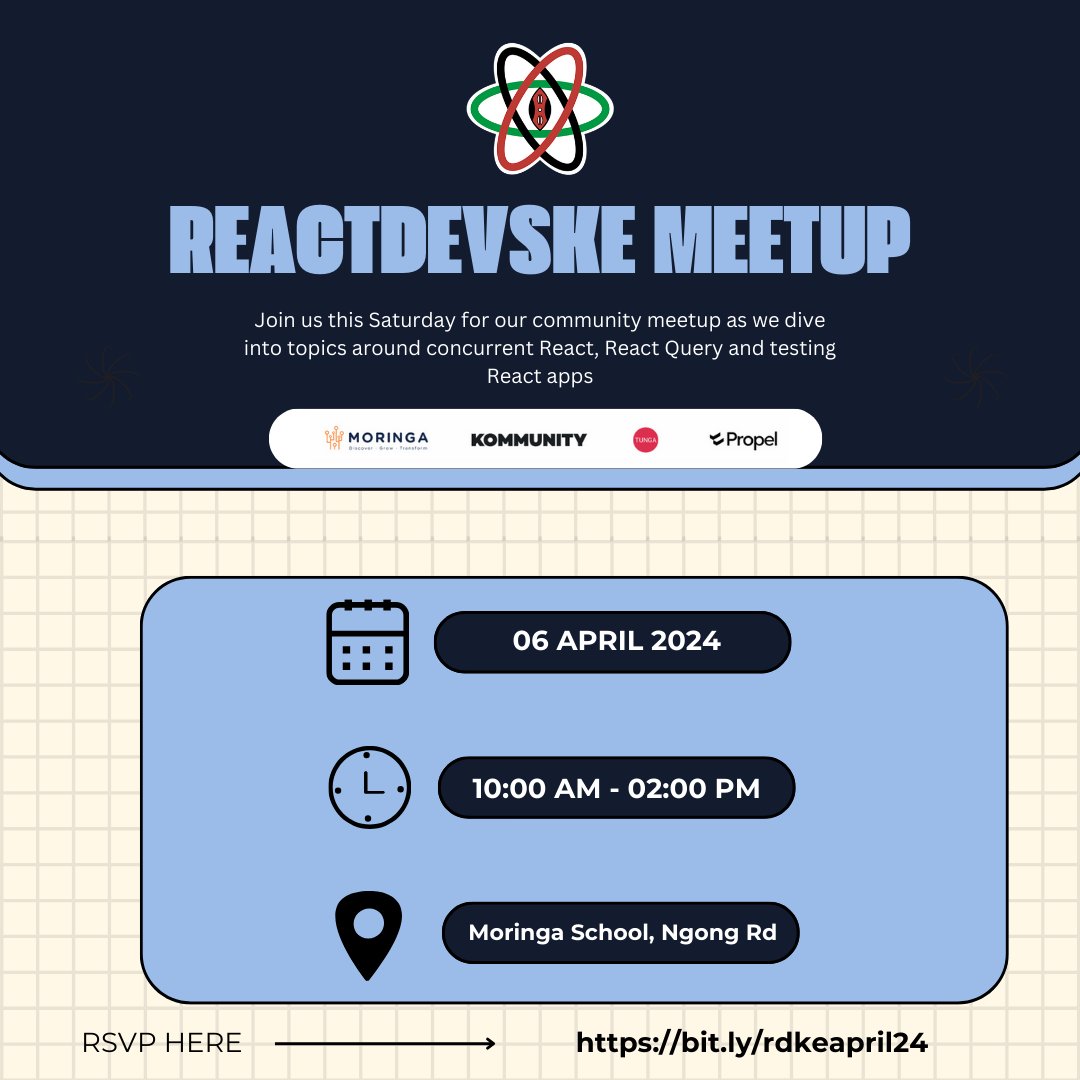 REACTDEVSKE MEETUP
Join us this Saturday for our community meetup as we dive
into topics around concurrent React, React Query and testing
React apps
MORINGA
Discover · Grow · Transform
KOMMUNITY
TUNGA
Propel
06 APRIL 2024
10:00 AM - 02:00 PM
Moringa School, Ngong Rd
RSVP HERE
https://bit.ly/rdkeapril24